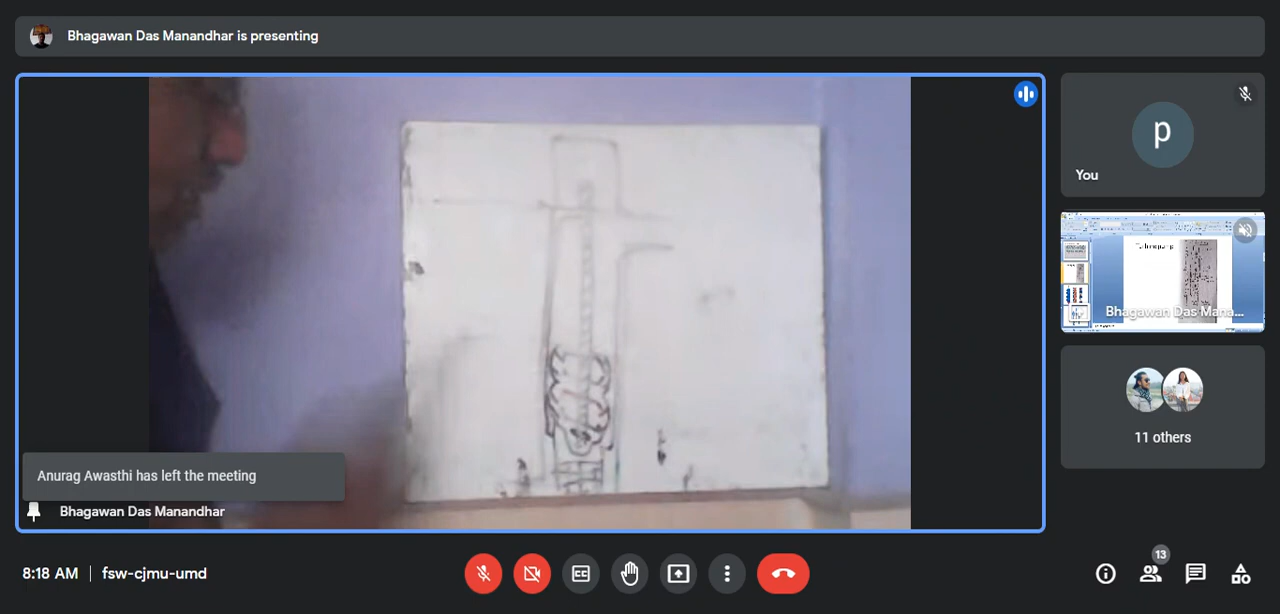 Bhagawan Das Manandhar is presenting
p
You
Bhagawan Das Mana...
11 others
Anurag Awasthi has left the meeting
Bhagawan Das Manandhar
8:18 AM | fsw-cjmu-umd
CC
13